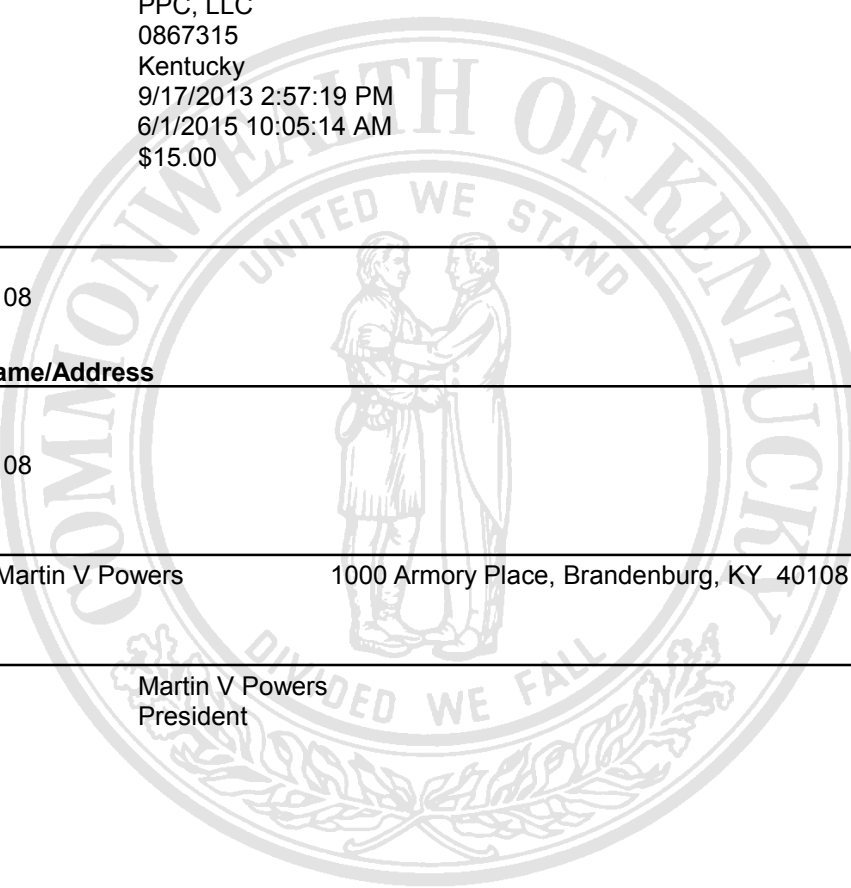 PPC, LLC
0867315
Kentucky
9/17/2013 2:57:19 PM
6/1/2015 10:05:14 AM
$15.00
COMMONWEALTH OF KENTUCKY
UNITED WE STAND
08
ame/Address
08
Martin V Powers 1000 Armory Place, Brandenburg, KY 40108
Martin V Powers
President
DIVIDED WE FALL